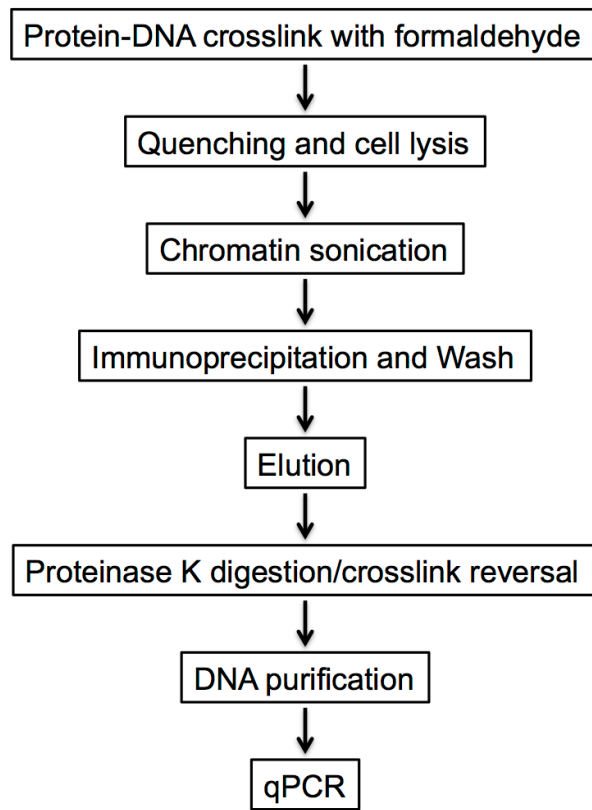 Protein-DNA crosslink with formaldehyde
Quenching and cell lysis
Chromatin sonication
Immunoprecipitation and Wash
Elution
Proteinase K digestion/crosslink reversal
DNA purification
qPCR